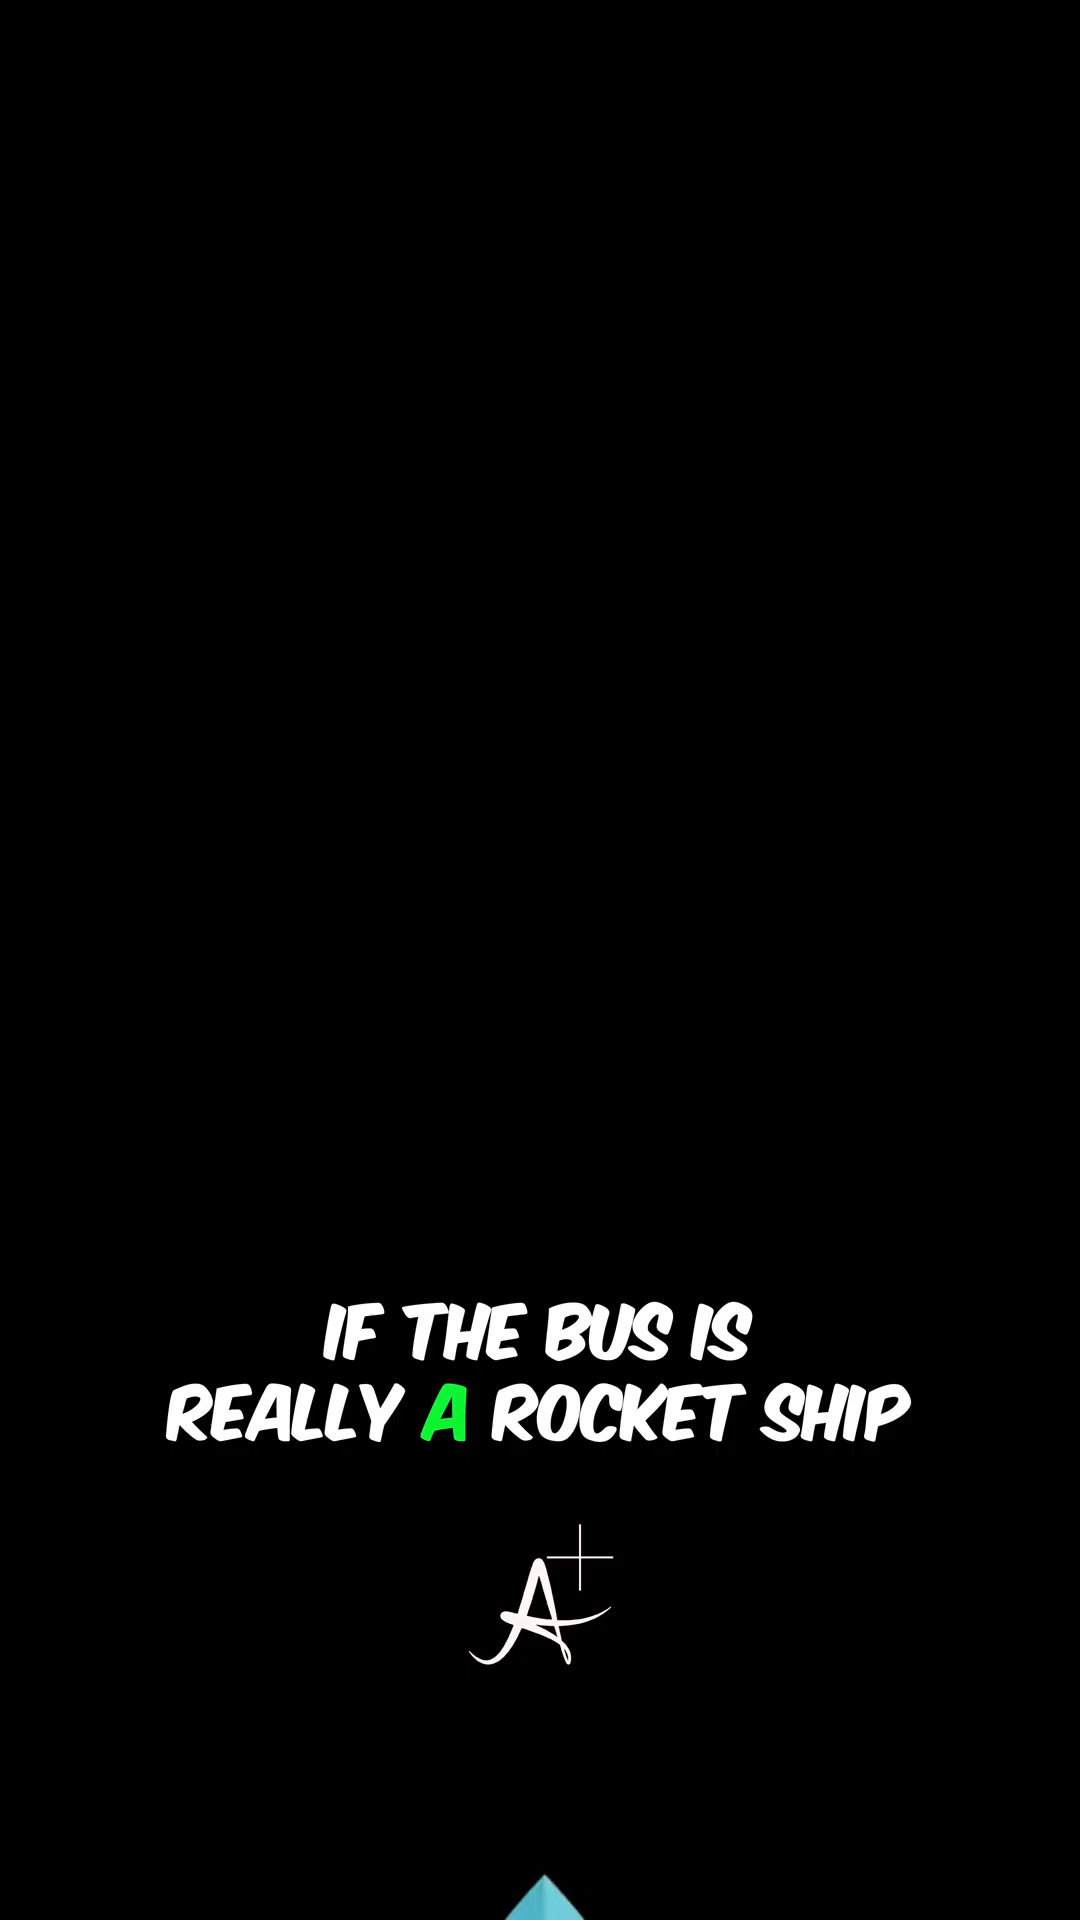 IF THE BUS IS
REALLY A ROCKET SHIP
A+